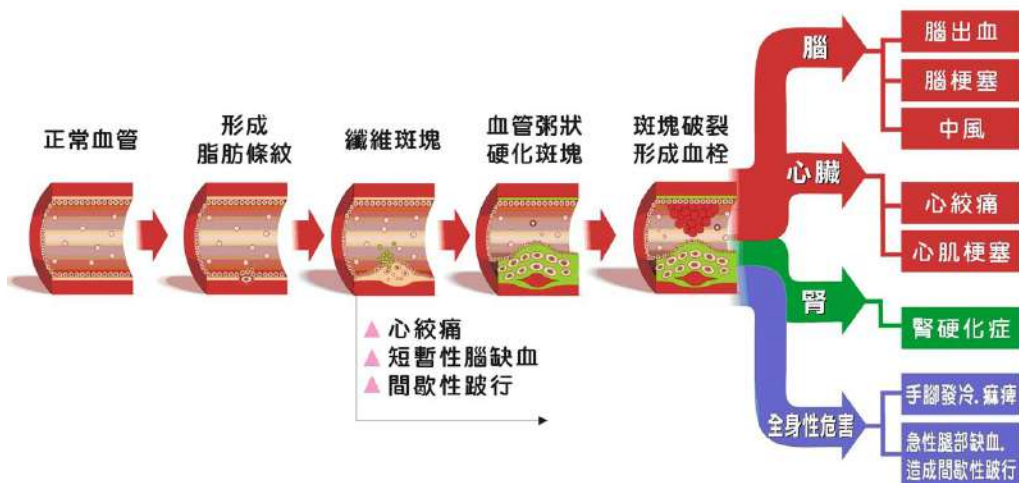 正常血管
形成
脂肪條紋
纖維斑塊
血管粥狀
硬化斑塊
斑塊破裂
形成血栓
▲ 心絞痛
▲ 短暫性腦缺血
▲ 間歇性跛行
腦
腦出血
腦梗塞
中風
心臟
心絞痛
心肌梗塞
腎
腎硬化症
全身性危害
手腳發冷.痲痺
急性腿部缺血.
造成間歇性跛行